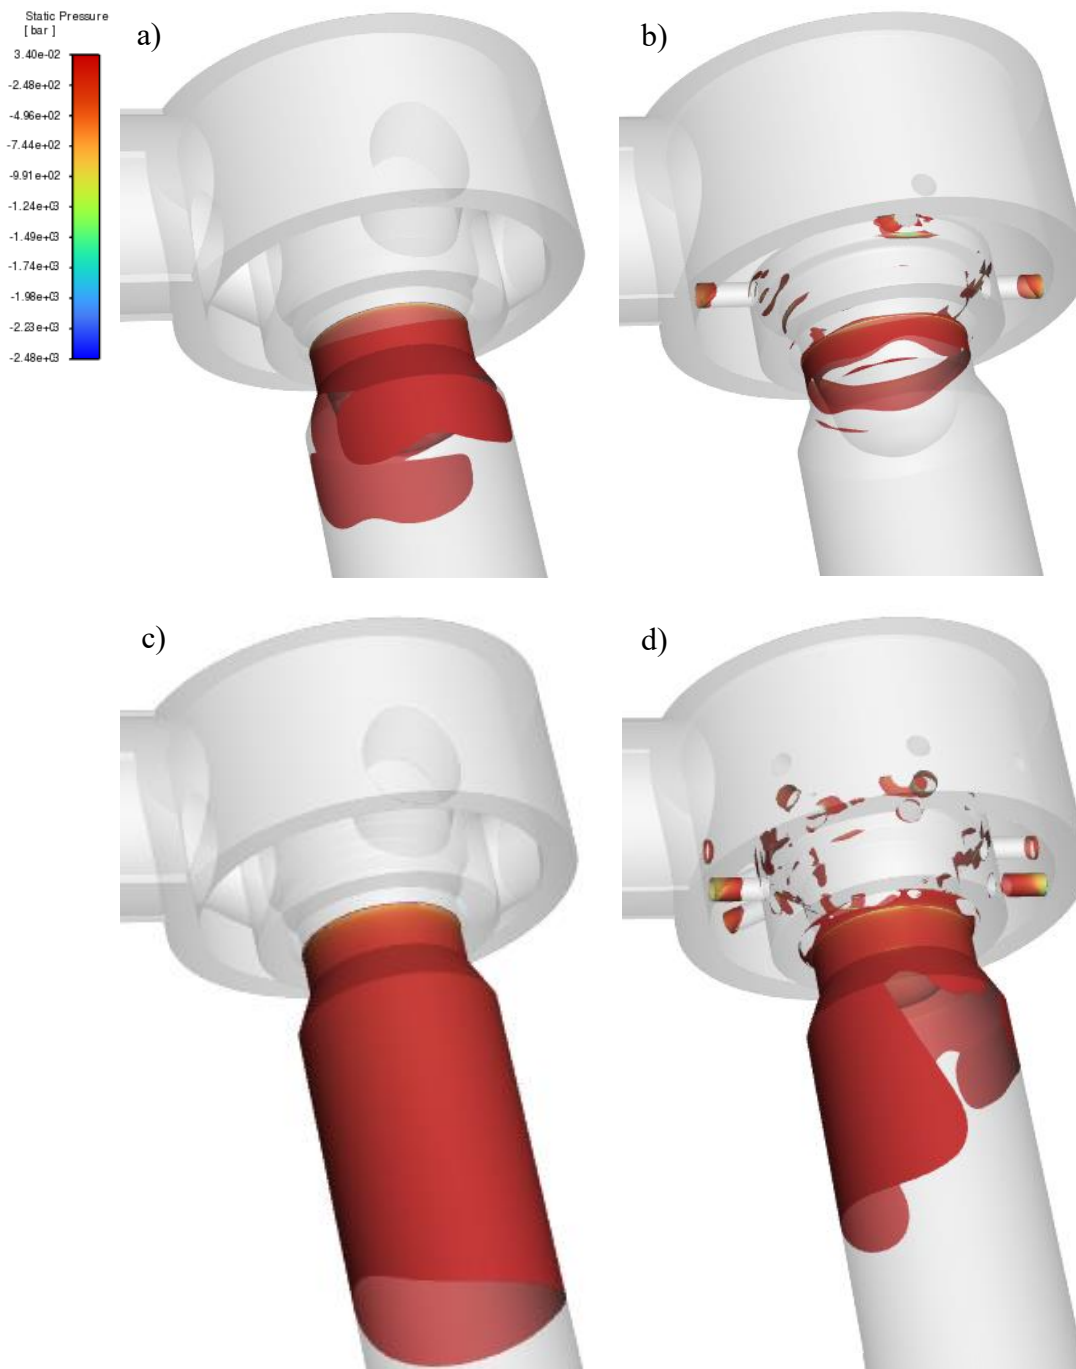 Static Pressure
[ bar ]
3.40e-02
-2.48e+02
-4.96e+02
-7.44e+02
-9.91e+02
-1.24e+03
-1.49e+03
-1.74e+03
-1.98e+03
-2.23e+03
-2.48e+03
a)
b)
c)
d)